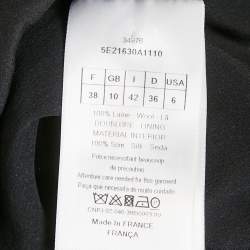 5E21630A1110
F GB I D USA
38 10 42 36 6
100% Laine Wool - Lã
DOUBLURE LINING
MATERIAL INTERIOR
100% Soie Silk - Seda
Pièce nécessitant beaucoup
de précaution
Attentive care needed for this garment
Peça que necessita de muito cuidado
Made in FRANCE
FRANÇA